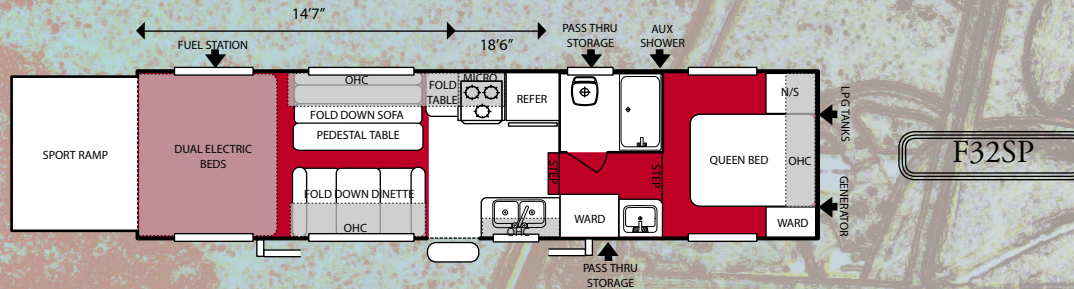 14'7"
18'6"
FUEL STATION
PASS THRU
STORAGE
AUX
SHOWER
SPORT RAMP
DUAL ELECTRIC
BEDS
OHC
FOLD DOWN SOFA
PEDESTAL TABLE
FOLD DOWN DINETTE
OHC
FOLD
TABLE
MICRO
REFER
OHC
STEP
STEP
WARD
PASS THRU
STORAGE
QUEEN BED
N/S
OHC
WARD
LPG TANKS
GENERATOR
F32SP